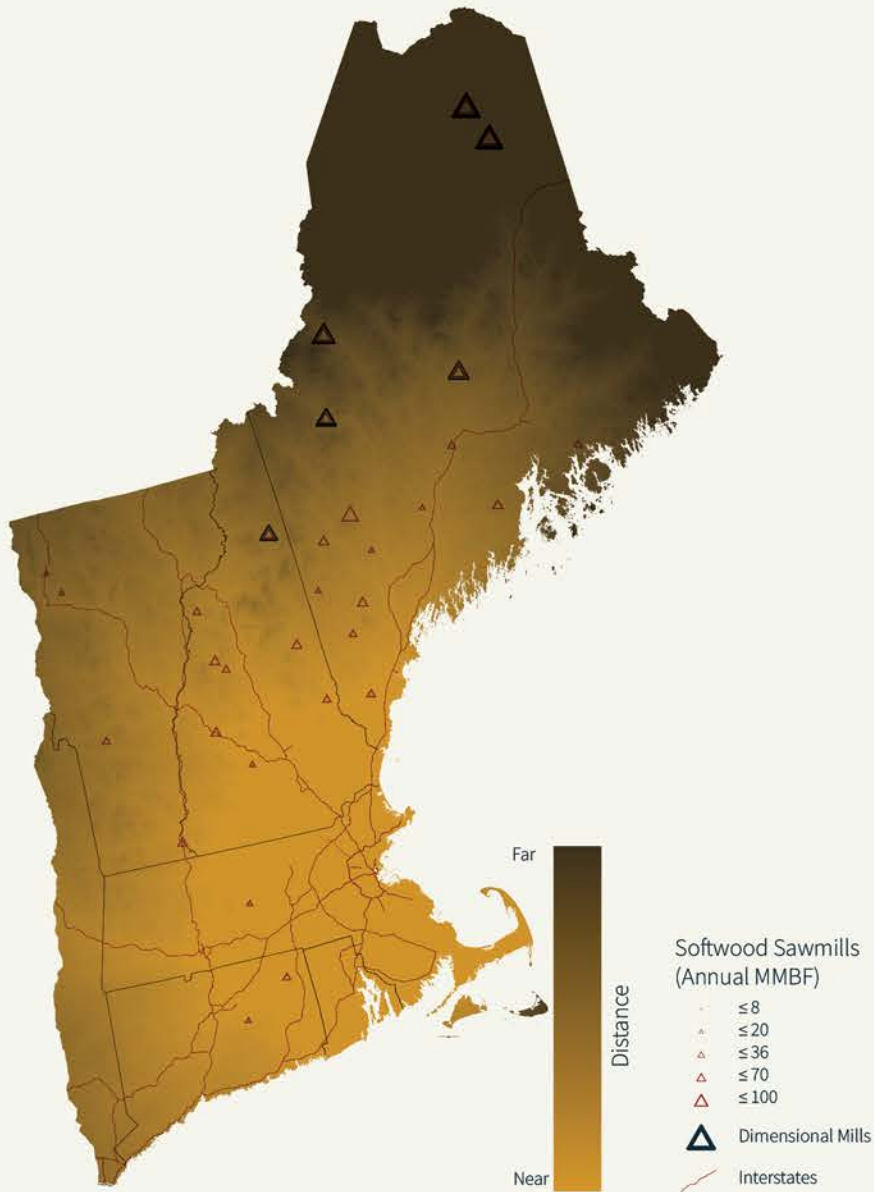 Far
Distance
Near
Softwood Sawmills
(Annual MMBF)
≤ 8
≤ 20
≤ 36
≤ 70
≤ 100
Dimensional Mills
Interstates